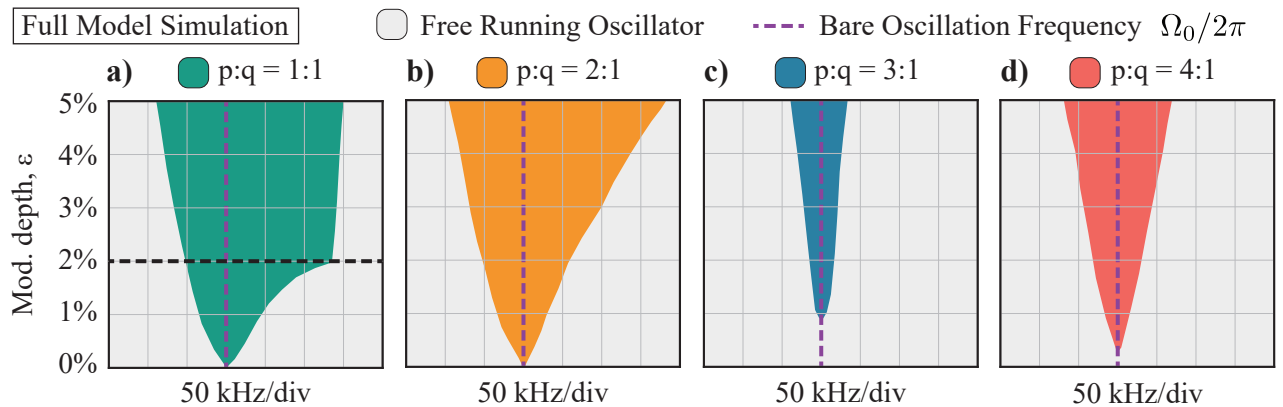 Full Model Simulation Free Running Oscillator Bare Oscillation Frequency Ω₀/2π
a) p:q = 1:1 b) p:q = 2:1 c) p:q = 3:1 d) p:q = 4:1
Mod. depth, ε
5%
4%
3%
2%
1%
0%
50 kHz/div 50 kHz/div 50 kHz/div 50 kHz/div